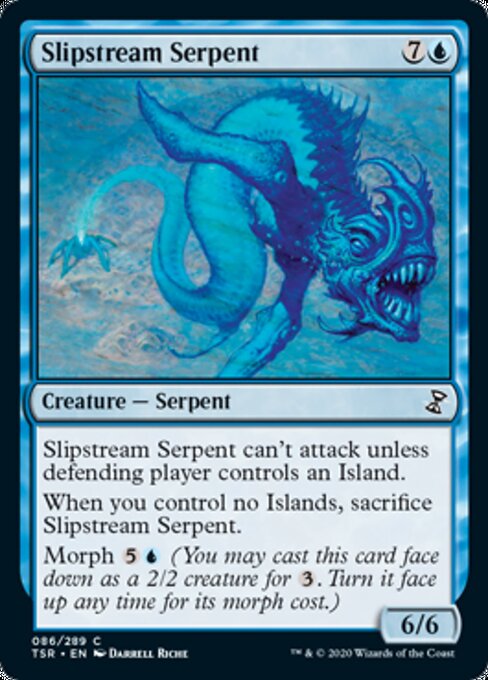 Slipstream Serpent 7
Creature — Serpent
Slipstream Serpent can't attack unless
defending player controls an Island.
When you control no Islands, sacrifice
Slipstream Serpent.
Morph 5 (You may cast this card face
down as a 2/2 creature for 3. Turn it face
up any time for its morph cost.)
6/6
086/289 C
TSR • EN Darrell Riche
™ & © 2020 Wizards of the Coast